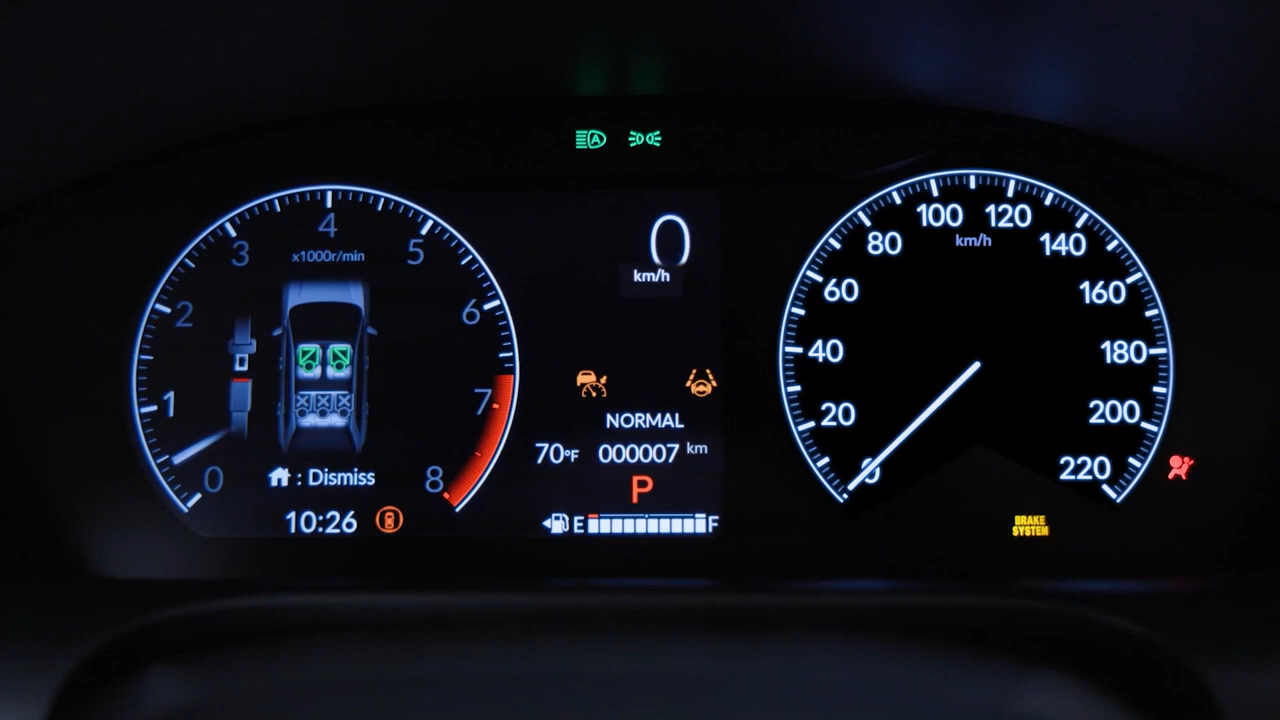 A
4
3
5
x1000r/min
2
6
1
7
0
8
: Dismiss
10:26
0
km/h
NORMAL
70°F 000007 km
P
E F
100 120
80 140
km/h
60 160
40 180
20 200
0 220
BRAKE
SYSTEM